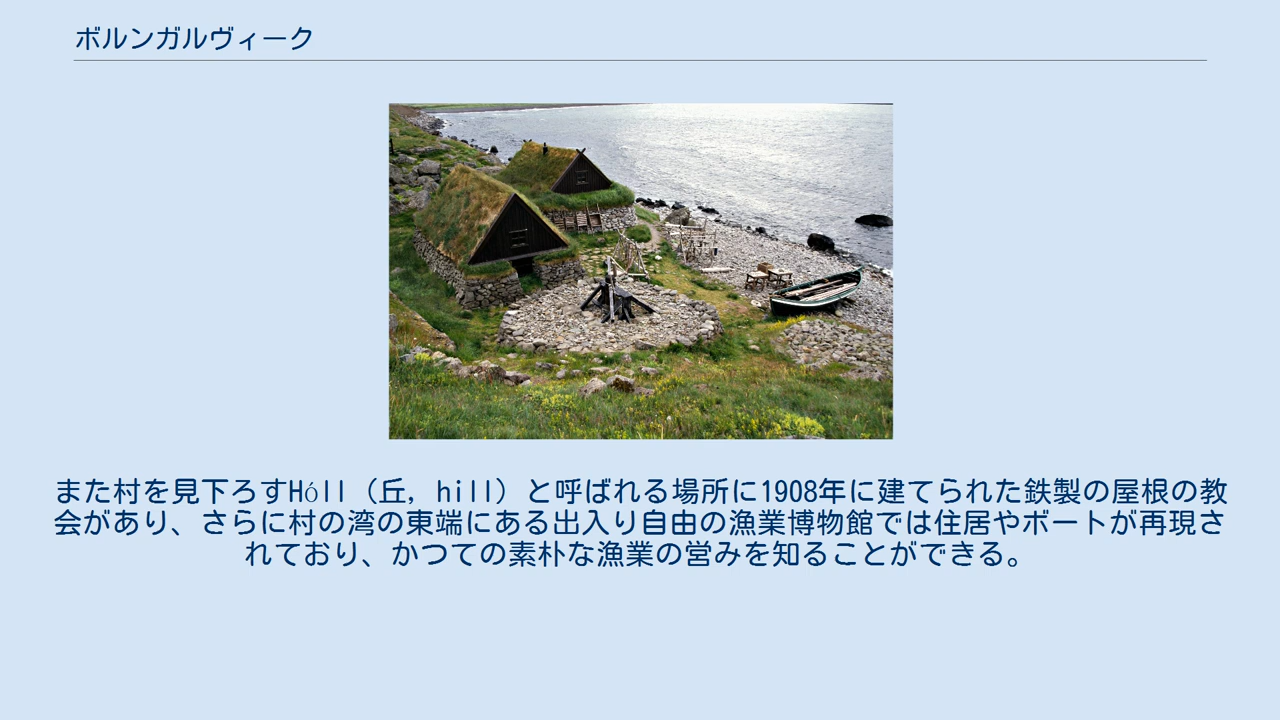 ボルンガルヴィーク
また村を見下ろすHóll（丘, hill）と呼ばれる場所に1908年に建てられた鉄製の屋根の教
会があり、さらに村の湾の東端にある出入り自由の漁業博物館では住居やボートが再現さ
れており、かつての素朴な漁業の営みを知ることができる。